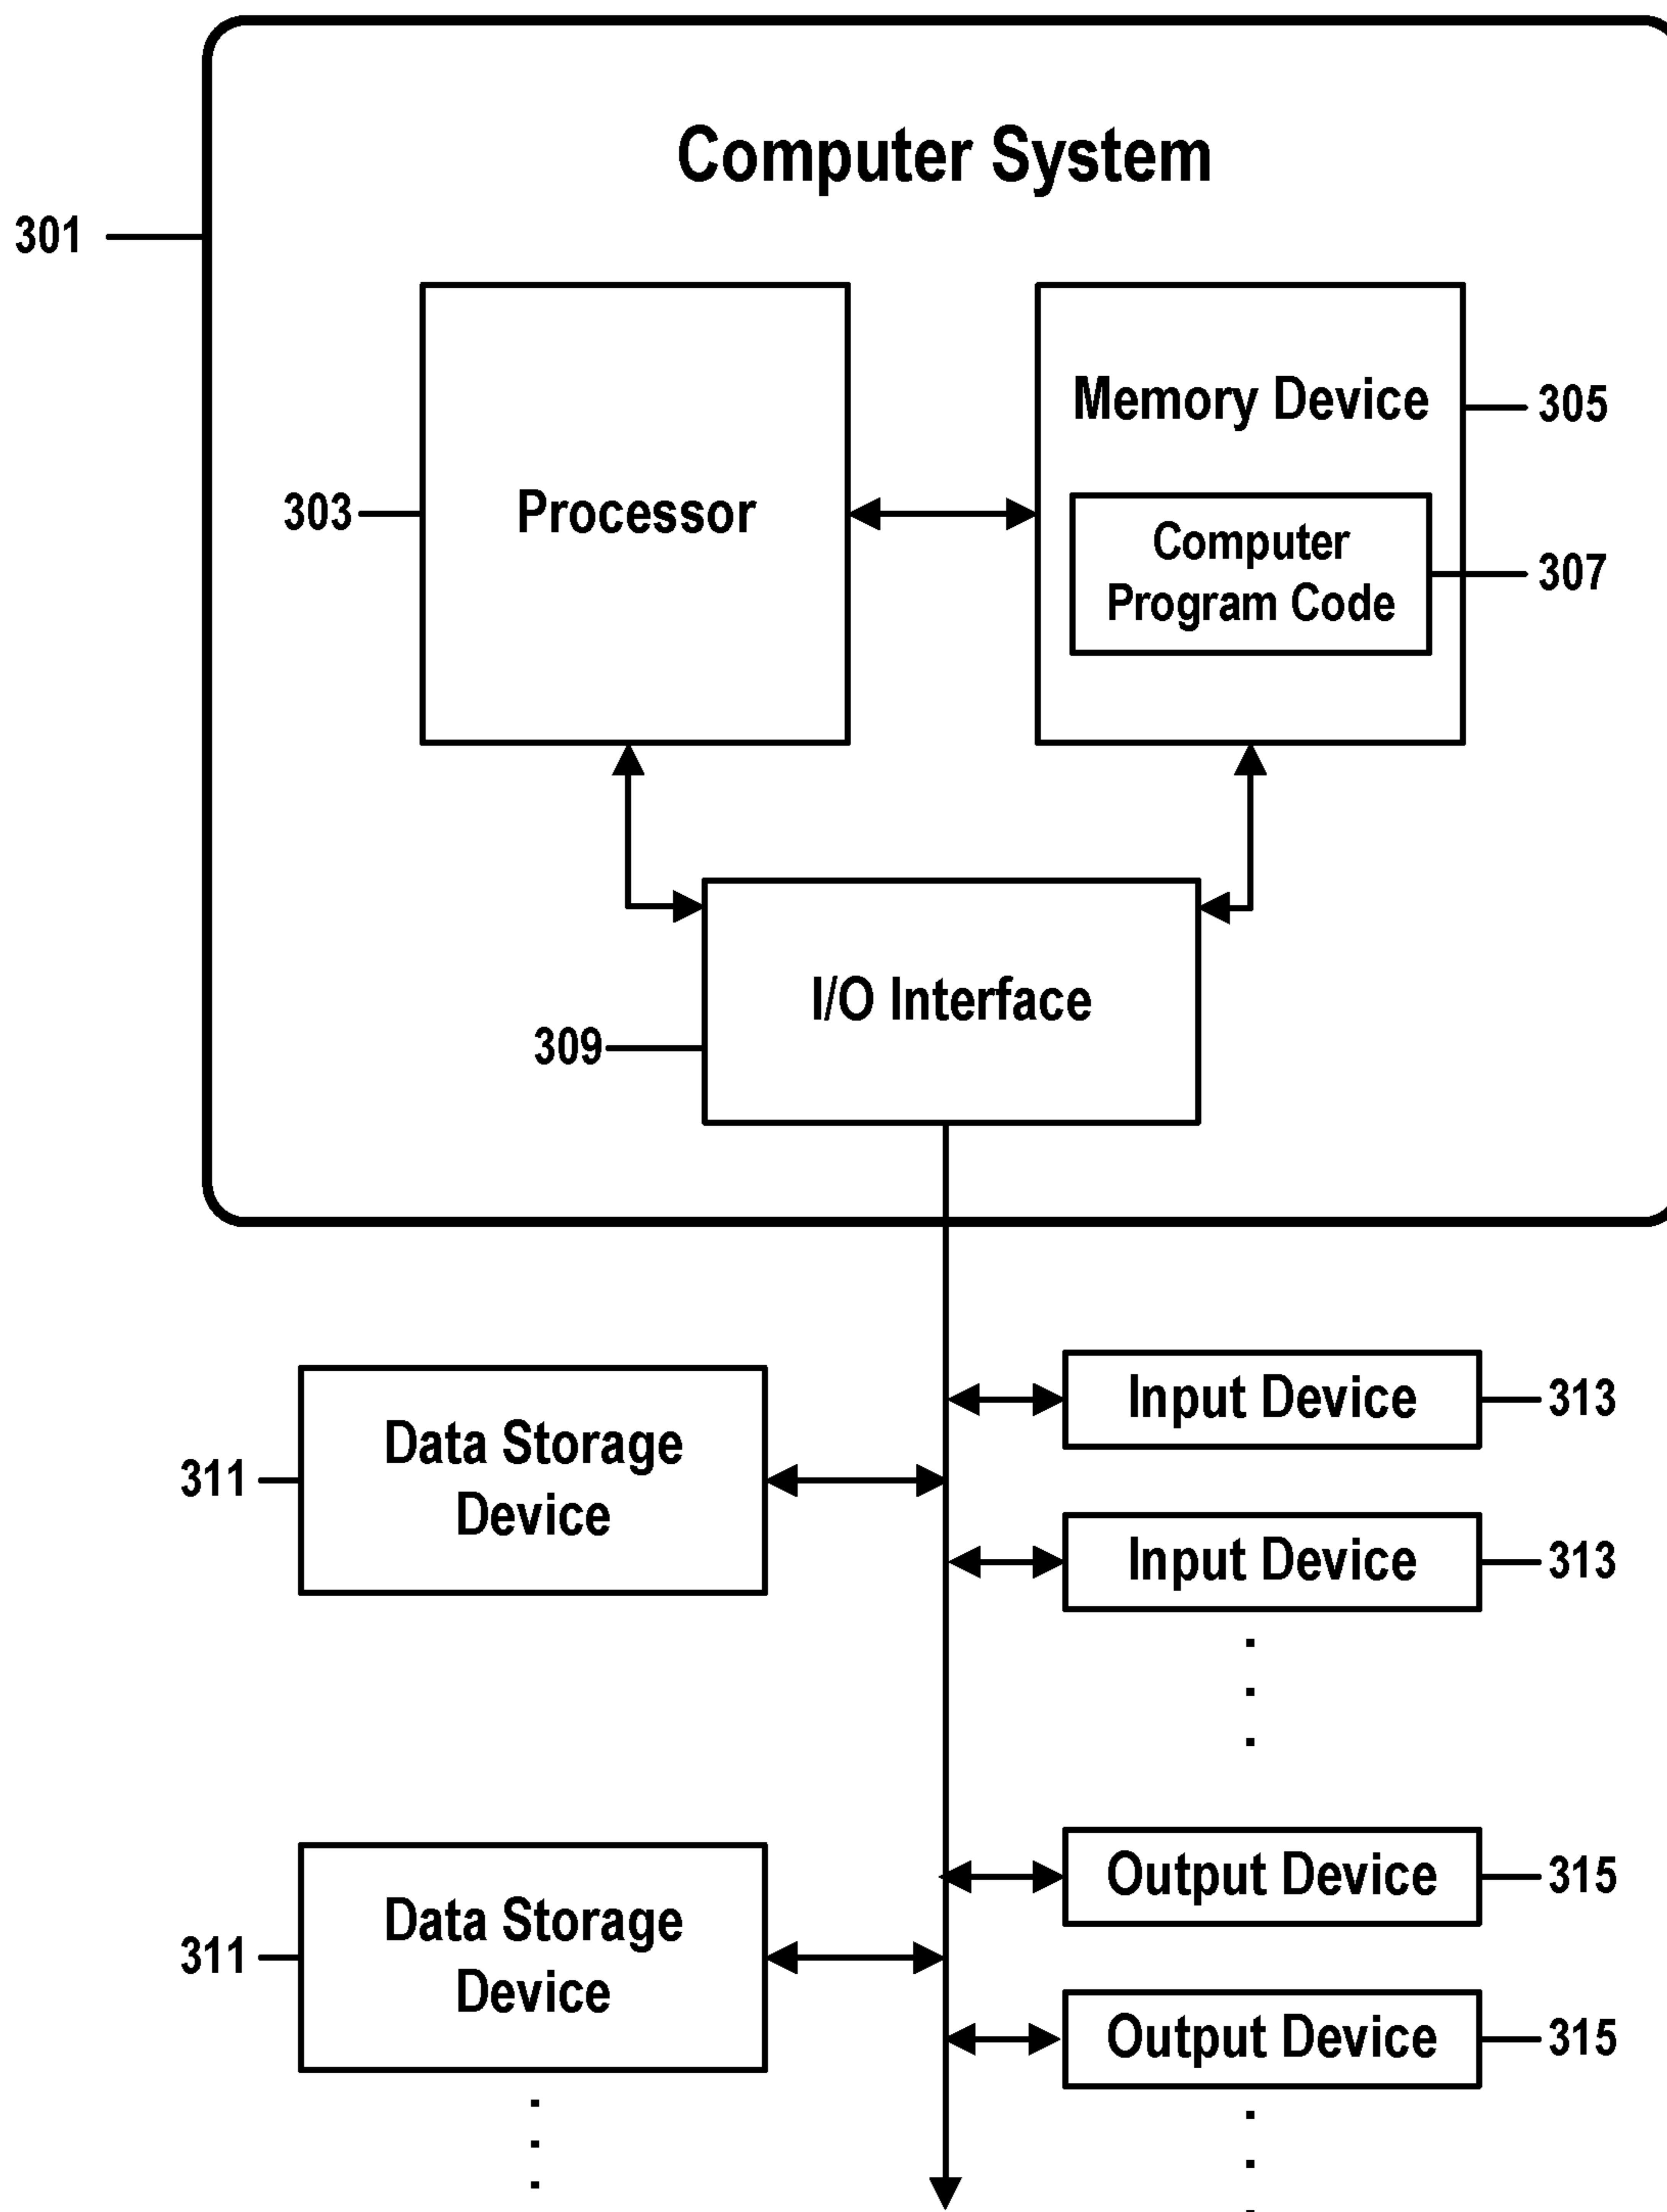 Computer System
301
Memory Device
305
303
Processor
Computer
Program Code
307
I/O Interface
309
Input Device
313
Data Storage
Device
311
Input Device
313
Output Device
315
Data Storage
Device
311
Output Device
315